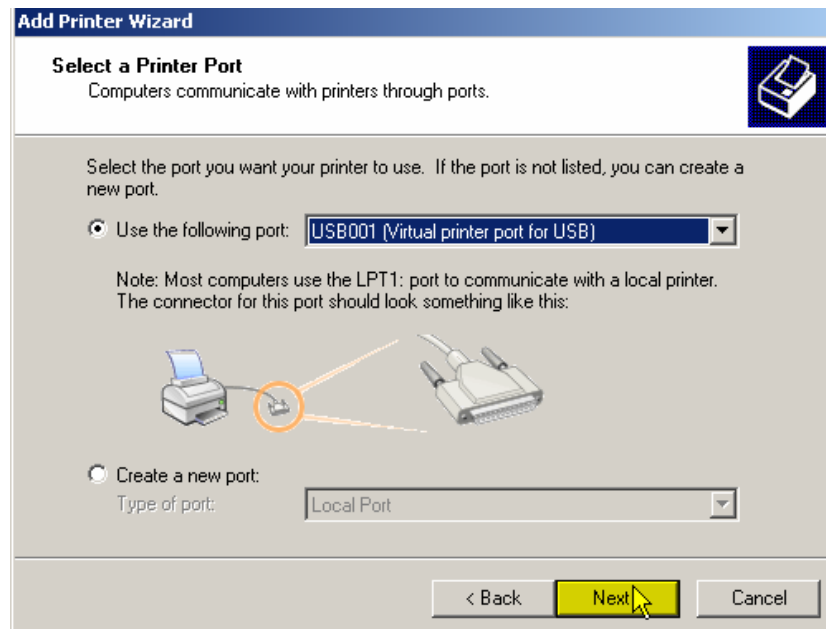 Add Printer Wizard
Select a Printer Port
Computers communicate with printers through ports.
Select the port you want your printer to use. If the port is not listed, you can create a
new port.
Use the following port: USB001 (Virtual printer port for USB)
Note: Most computers use the LPT1: port to communicate with a local printer.
The connector for this port should look something like this:
Create a new port:
Type of port: Local Port
< Back Next Cancel